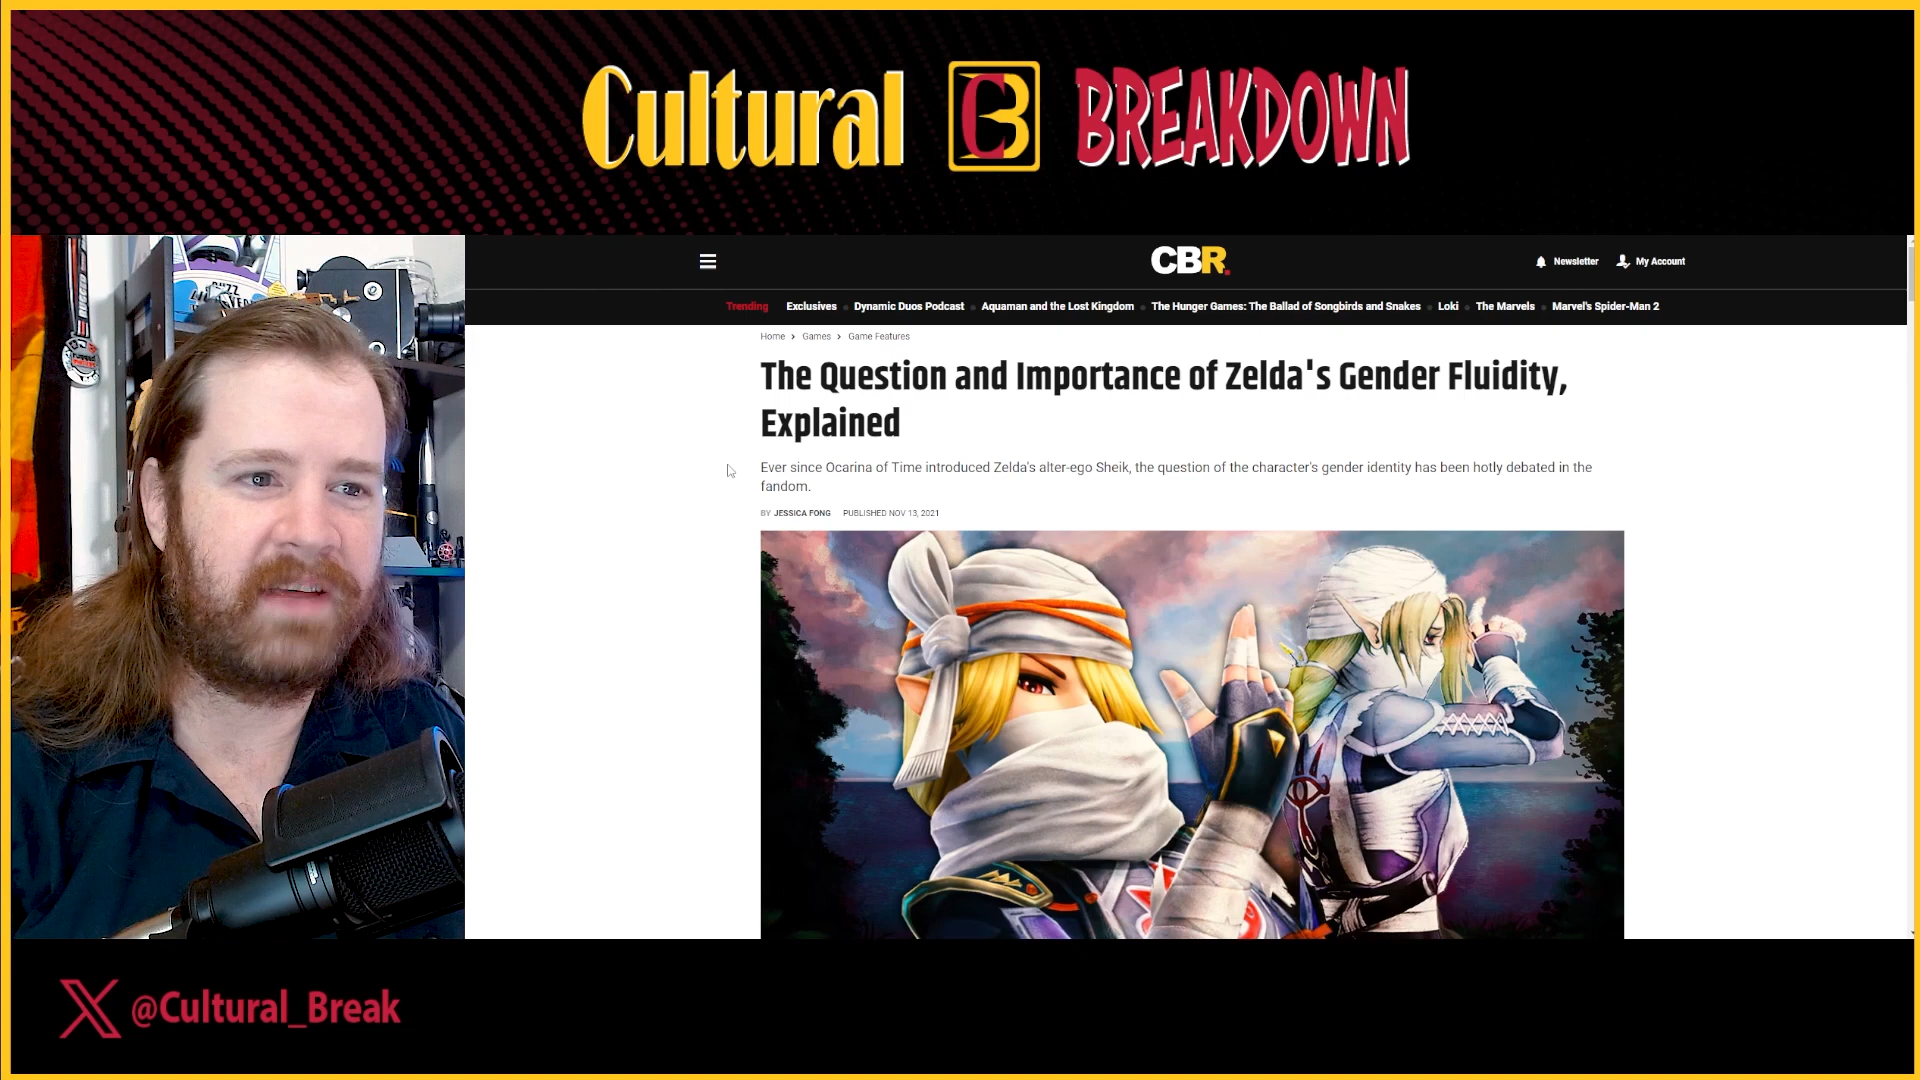 Cultural CB BREAKDOWN
CBR.
Newsletter
My Account
Trending Exclusives Dynamic Duos Podcast Aquaman and the Lost Kingdom The Hunger Games: The Ballad of Songbirds and Snakes Loki The Marvels Marvel's Spider-Man 2
Home > Games > Game Features
The Question and Importance of Zelda's Gender Fluidity,
Explained
Ever since Ocarina of Time introduced Zelda's alter-ego Sheik, the question of the character's gender identity has been hotly debated in the
fandom.
BY JESSICA FONG PUBLISHED NOV 13, 2021
X @Cultural_Break